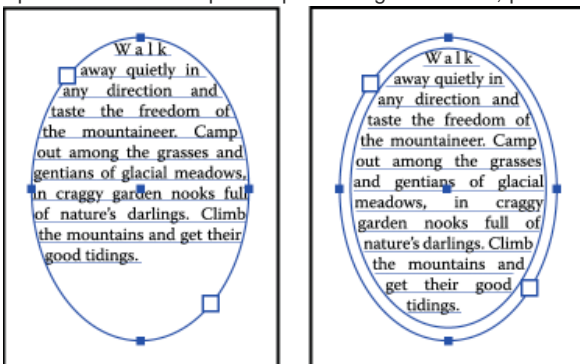 Walk
away quietly in
any direction and
taste the freedom of
the mountaineer. Camp
out among the grasses and
gentians of glacial meadows,
in craggy garden nooks full
of nature's darlings. Climb
the mountains and get their
good tidings.
Walk
away quietly in
any direction and
taste the freedom of
the mountaineer. Camp
out among the grasses
and gentians of glacial
meadows, in craggy
garden nooks full of
nature's darlings. Climb
the mountains and
get their good
tidings.